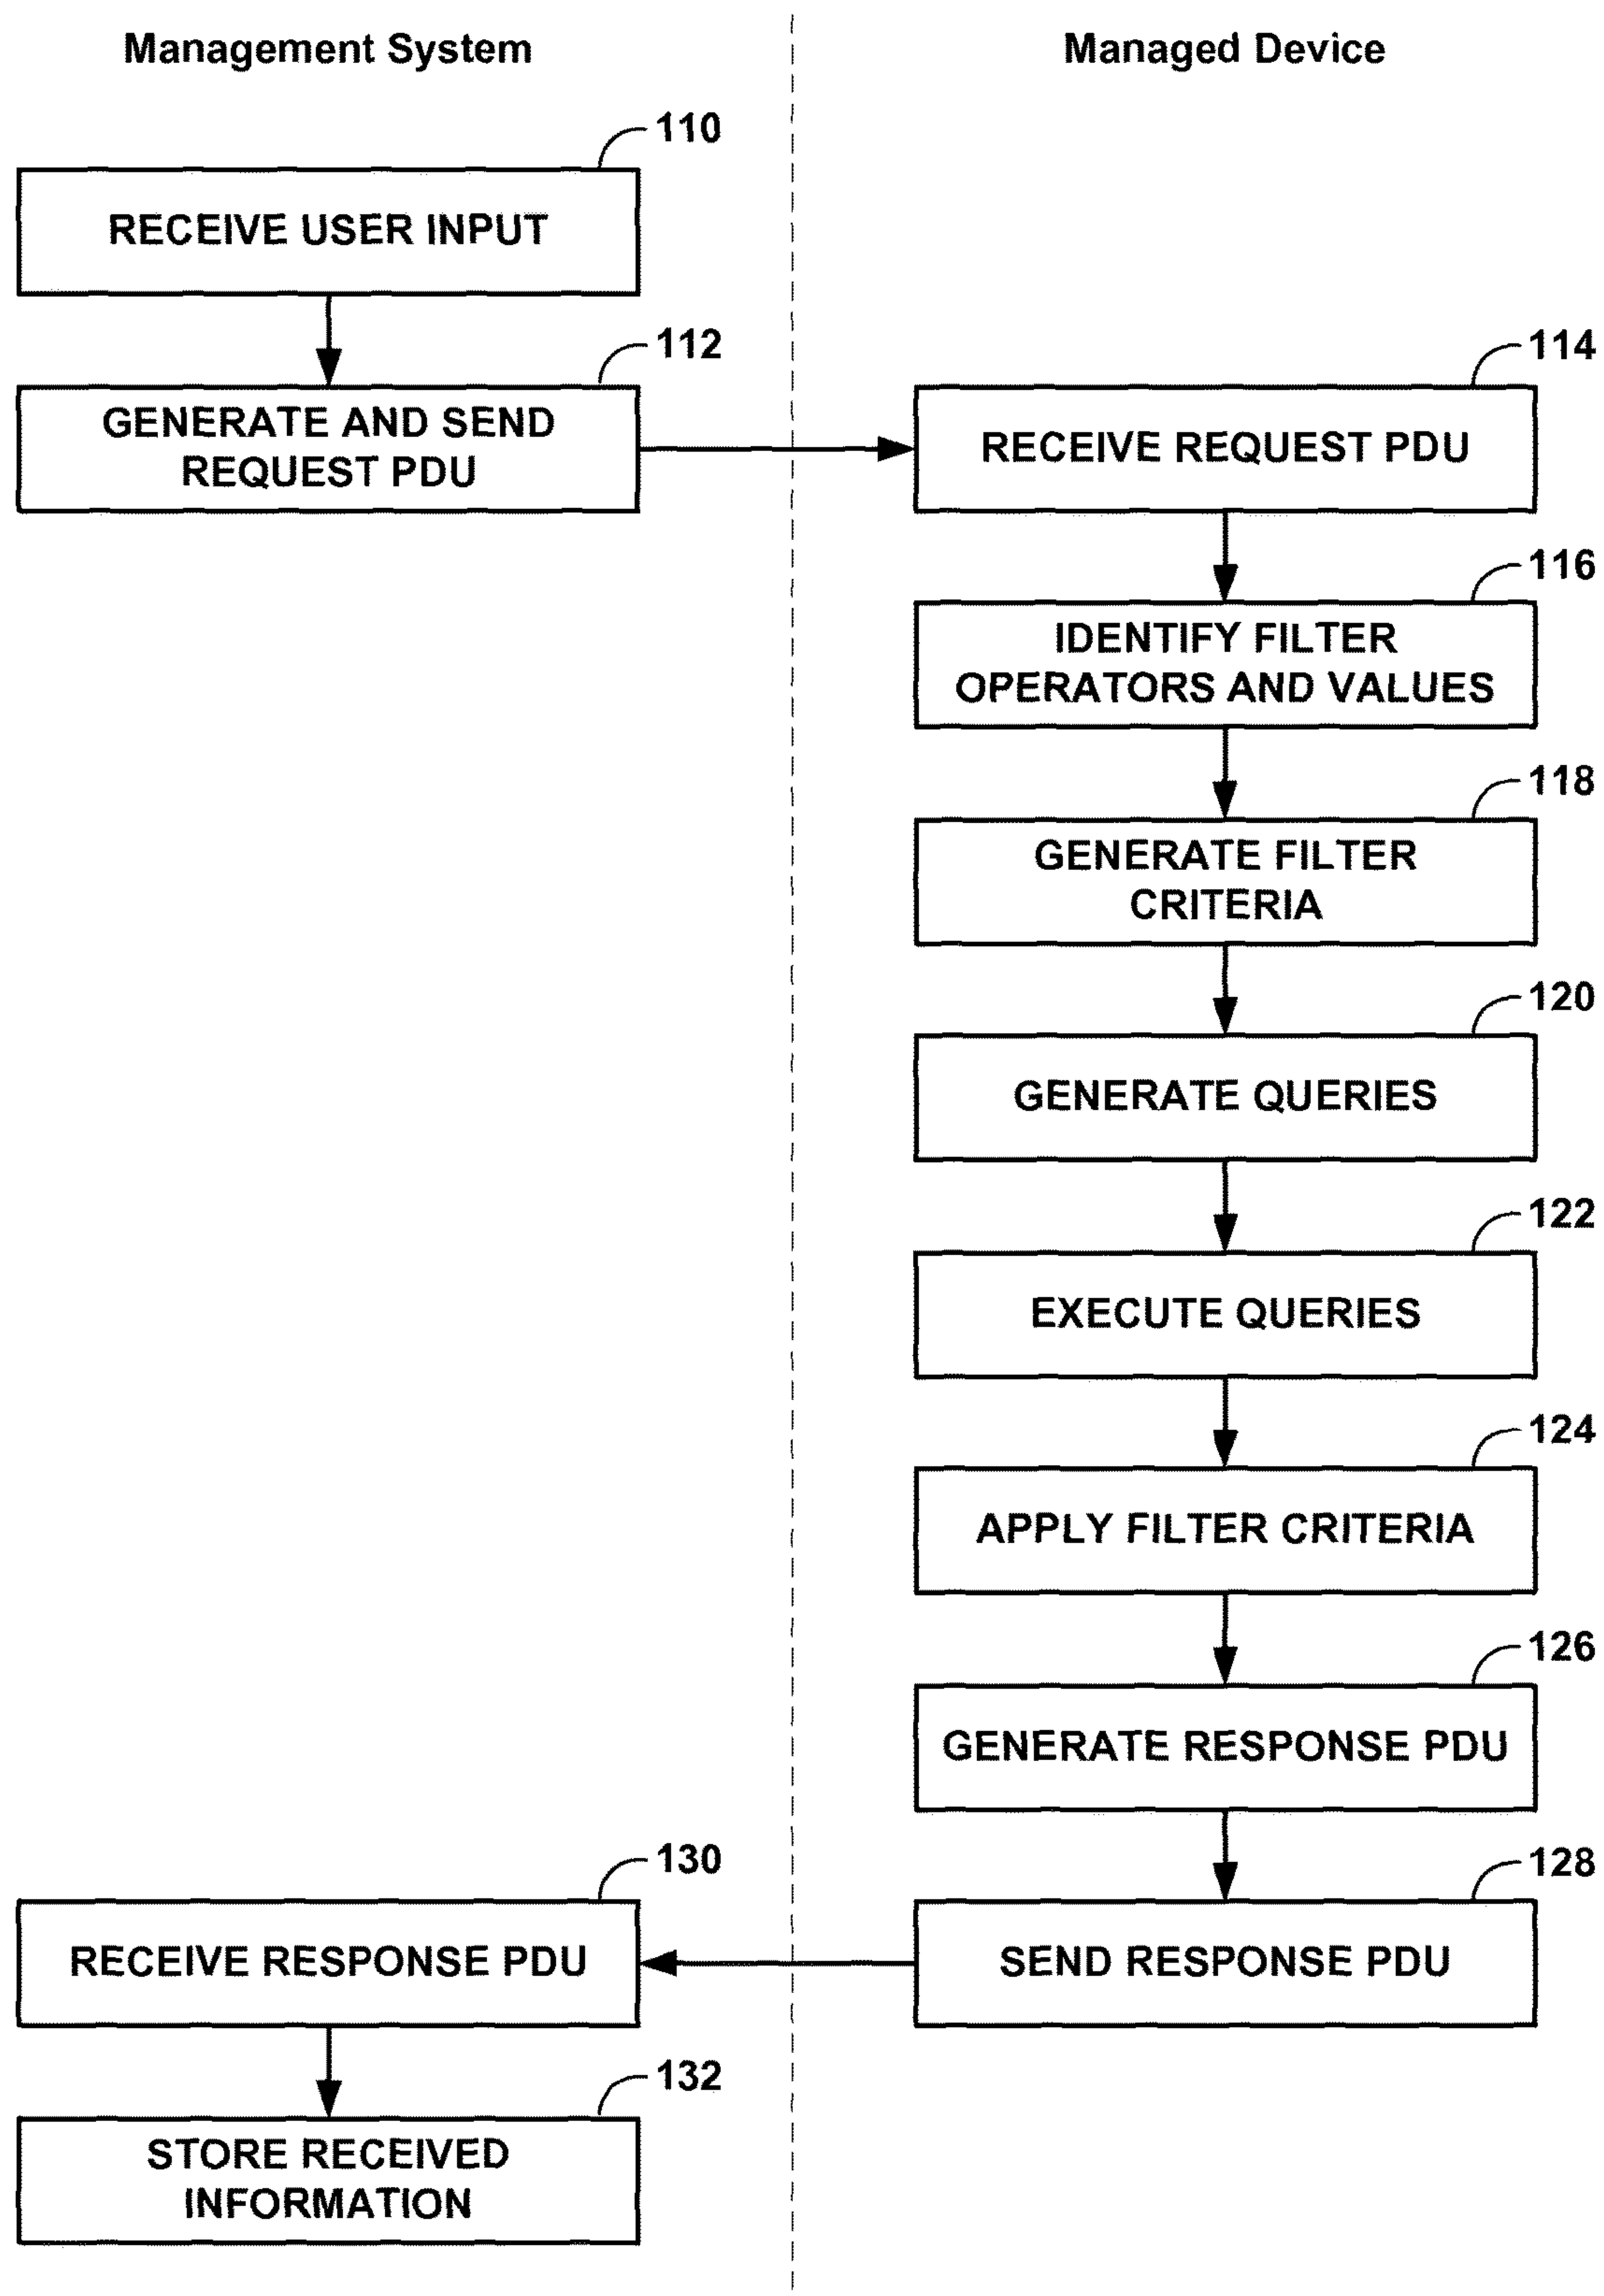 Management System
Managed Device
110
RECEIVE USER INPUT
112
GENERATE AND SEND
REQUEST PDU
114
RECEIVE REQUEST PDU
116
IDENTIFY FILTER
OPERATORS AND VALUES
118
GENERATE FILTER
CRITERIA
120
GENERATE QUERIES
122
EXECUTE QUERIES
124
APPLY FILTER CRITERIA
126
GENERATE RESPONSE PDU
128
SEND RESPONSE PDU
130
RECEIVE RESPONSE PDU
132
STORE RECEIVED
INFORMATION